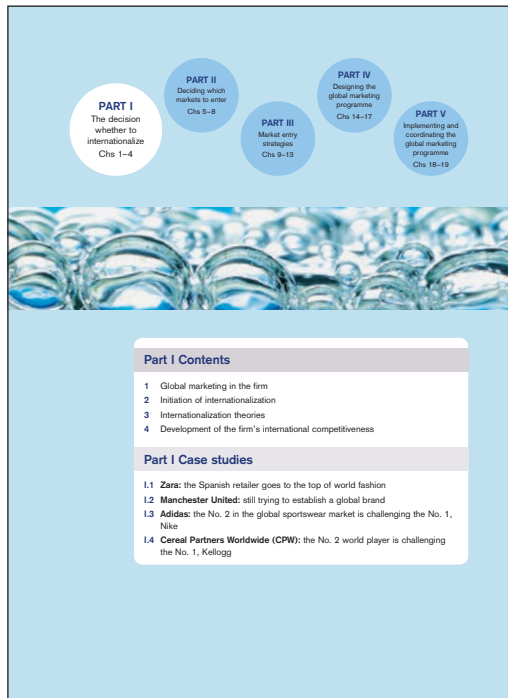 PART I
The decision
whether to
internationalize
Chs 1–4
PART II
Deciding which
markets to enter
Chs 5–8
PART III
Market entry
strategies
Chs 9–13
PART IV
Designing the
global marketing
programme
Chs 14–17
PART V
Implementing and
coordinating the
global marketing
programme
Chs 18–19
Part I Contents
1 Global marketing in the firm
2 Initiation of internationalization
3 Internationalization theories
4 Development of the firm's international competitiveness
Part I Case studies
I.1 Zara: the Spanish retailer goes to the top of world fashion
I.2 Manchester United: still trying to establish a global brand
I.3 Adidas: the No. 2 in the global sportswear market is challenging the No. 1,
Nike
I.4 Cereal Partners Worldwide (CPW): the No. 2 world player is challenging
the No. 1, Kellogg